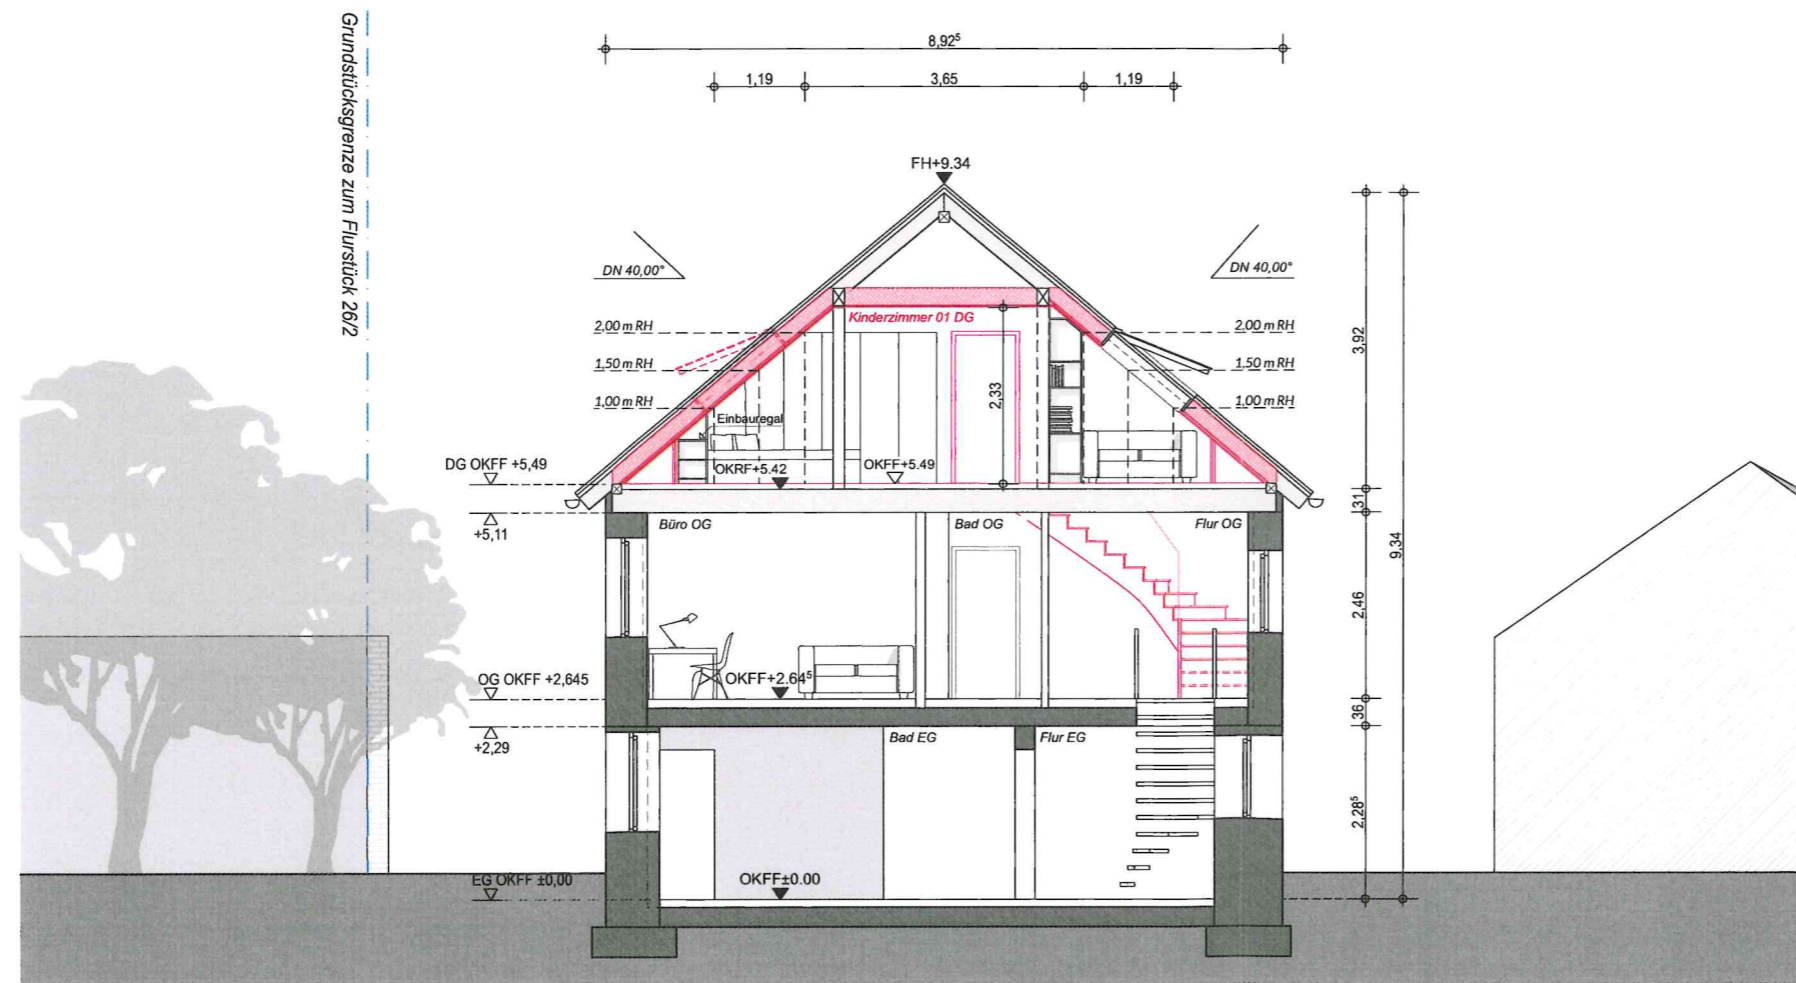 Grundstücksgrenze zum Flurstück 26/2
8,92⁵
1,19
3,65
1,19
FH+9.34
DN 40,00°
DN 40,00°
Kinderzimmer 01 DG
2,00 m RH
2,00 m RH
1,50 m RH
1,50 m RH
1,00 m RH
1,00 m RH
2,33
3,92
Einbauregal
DG OKFF +5,49
OKRF+5.42
OKFF+5.49
,31
+5,11
Büro OG
Bad OG
Flur OG
9,34
2,46
OG OKFF +2,645
OKFF+2.64⁵
,36
+2,29
Bad EG
Flur EG
2,28⁵
EG OKFF ±0,00
OKFF±0.00